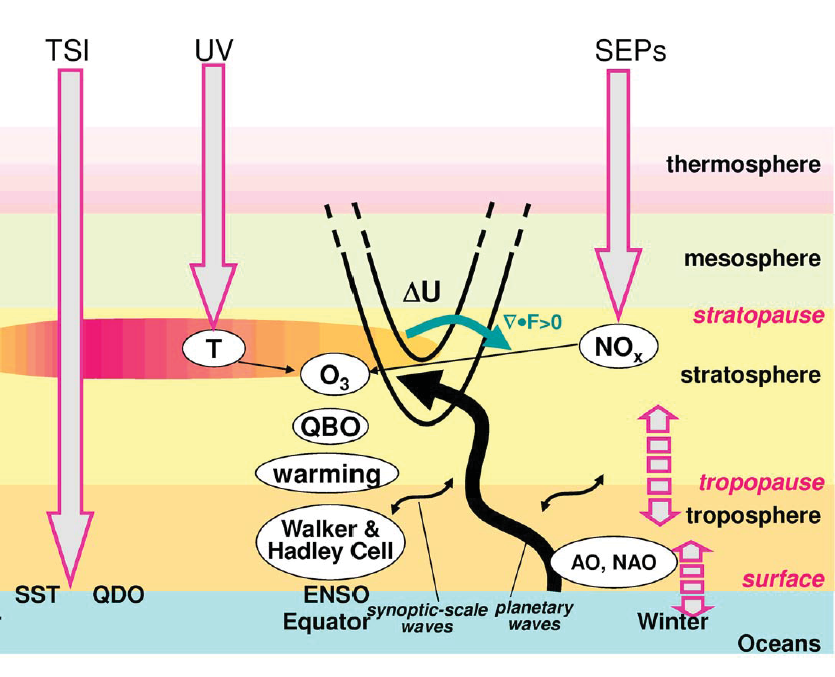 TSI UV SEPs
thermosphere
mesosphere
ΔU
stratopause
∇•F>0
T
NOx
O3
stratosphere
QBO
warming
tropopause
troposphere
Walker &
Hadley Cell
AO, NAO
surface
SST QDO
ENSO
synoptic-scale
waves
planetary
waves
Equator
Winter
Oceans